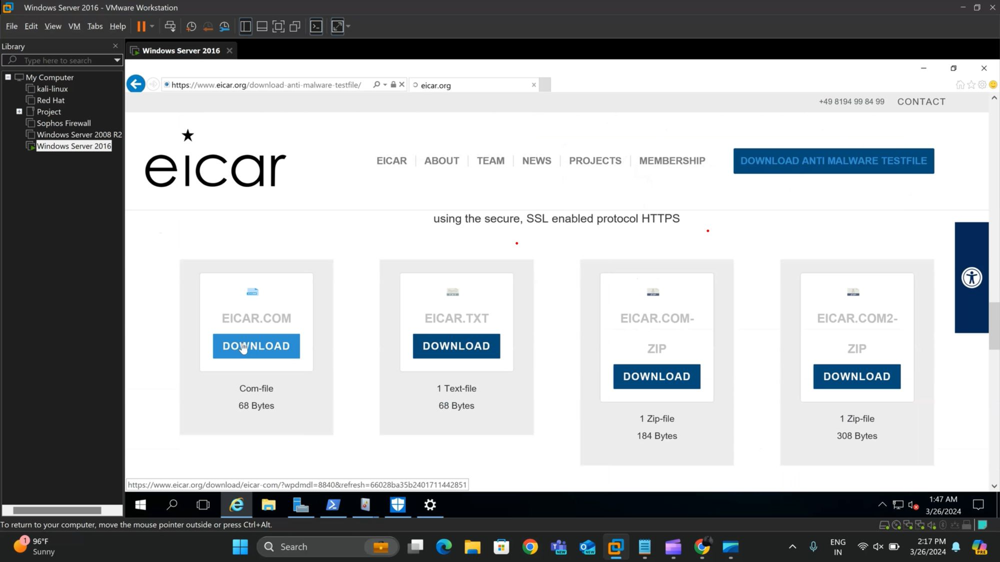 Windows Server 2016 - VMware Workstation
File Edit View VM Tabs Help
Library
Type here to search
My Computer
kali-linux
Red Hat
Project
Sophos Firewall
Windows Server 2008 R2
Windows Server 2016
Windows Server 2016
https://www.eicar.org/download-anti-malware-testfile/
eicar.org
+49 8194 99 84 99 CONTACT
eicar
EICAR ABOUT TEAM NEWS PROJECTS MEMBERSHIP
DOWNLOAD ANTI MALWARE TESTFILE
using the secure, SSL enabled protocol HTTPS
EICAR.COM
DOWNLOAD
Com-file
68 Bytes
EICAR.TXT
DOWNLOAD
1 Text-file
68 Bytes
EICAR.COM-
ZIP
DOWNLOAD
1 Zip-file
184 Bytes
EICAR.COM2-
ZIP
DOWNLOAD
1 Zip-file
308 Bytes
https://www.eicar.org/download/eicar-com/?wpdmdl=8840&refresh=66028ba35b2401711442851
1:47 AM
3/26/2024
To return to your computer, move the mouse pointer outside or press Ctrl+Alt.
1
96°F
Sunny
Search
NEW
NEW
ENG
IN
2:17 PM
3/26/2024
PRE